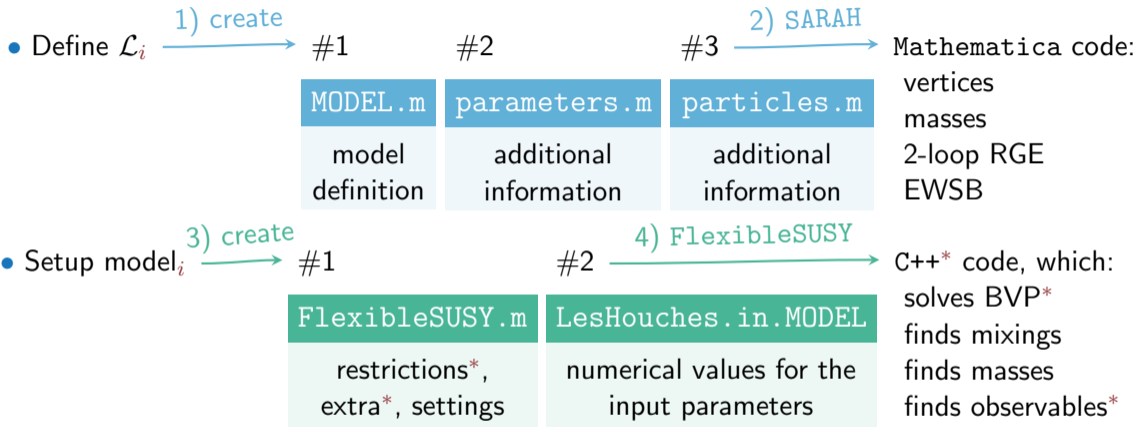 1) create
2) SARAH
• Define ℒᵢ
#1
#2
#3
Mathematica code:
MODEL.m
parameters.m
particles.m
vertices
masses
2-loop RGE
EWSB
model
definition
additional
information
additional
information
3) create
4) FlexibleSUSY
• Setup modelᵢ
#1
#2
C++* code, which:
FlexibleSUSY.m
LesHouches.in.MODEL
solves BVP*
finds mixings
finds masses
finds observables*
restrictions*,
extra*, settings
numerical values for the
input parameters